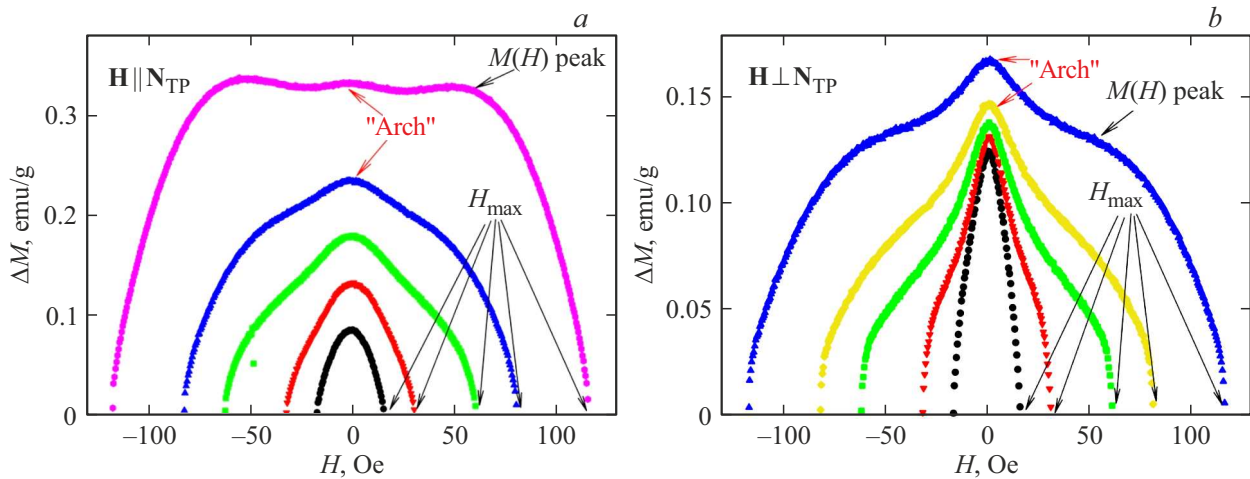 a
H||N_TP
M(H) peak
"Arch"
H_max
ΔM, emu/g
0.3
0.2
0.1
0
–100
–50
0
50
100
H, Oe
b
H⊥N_TP
"Arch"
M(H) peak
H_max
ΔM, emu/g
0.15
0.10
0.05
0
–100
–50
0
50
100
H, Oe